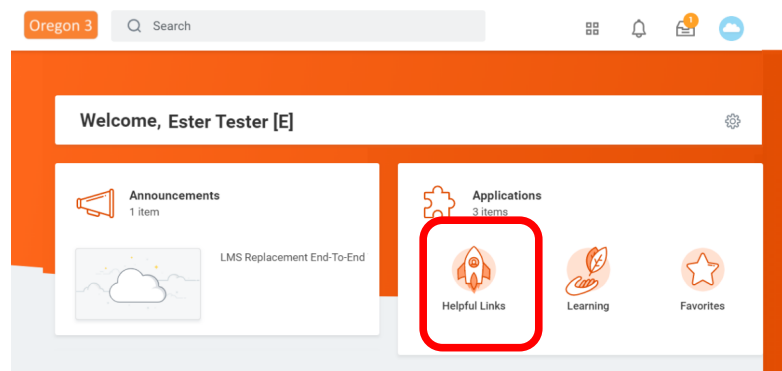 Oregon 3
Search
1
Welcome, Ester Tester [E]
Announcements
1 item
LMS Replacement End-To-End
Applications
3 items
Helpful Links
Learning
Favorites